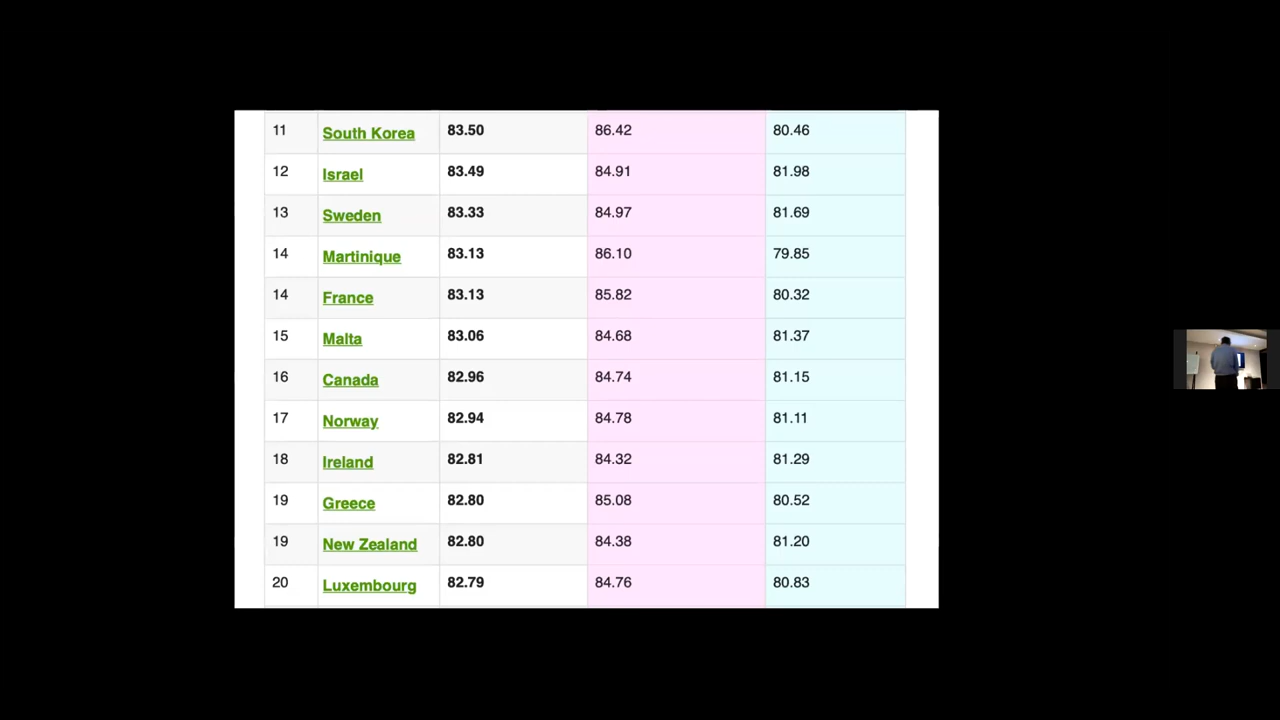 11 South Korea 83.50 86.42 80.46
12 Israel 83.49 84.91 81.98
13 Sweden 83.33 84.97 81.69
14 Martinique 83.13 86.10 79.85
14 France 83.13 85.82 80.32
15 Malta 83.06 84.68 81.37
16 Canada 82.96 84.74 81.15
17 Norway 82.94 84.78 81.11
18 Ireland 82.81 84.32 81.29
19 Greece 82.80 85.08 80.52
19 New Zealand 82.80 84.38 81.20
20 Luxembourg 82.79 84.76 80.83